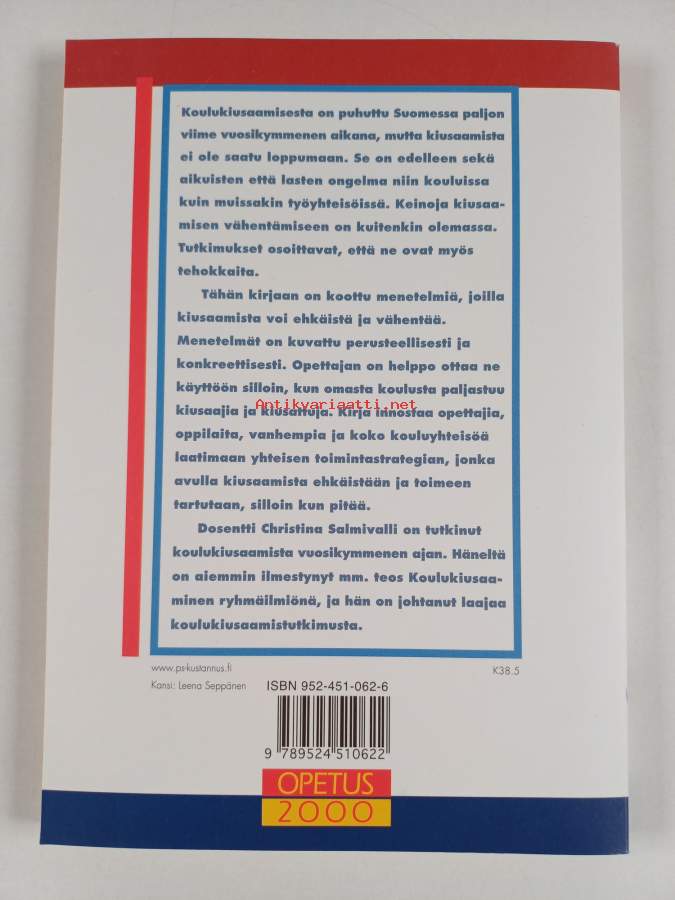 Koulukiusaamisesta on puhuttu Suomessa paljon
viime vuosikymmenen aikana, mutta kiusaamista
ei ole saatu loppumaan. Se on edelleen sekä
aikuisten että lasten ongelma niin kouluissa
kuin muissakin työyhteisöissä. Keinoja kiusaa-
misen vähentämiseen on kuitenkin olemassa.
Tutkimukset osoittavat, että ne ovat myös
tehokkaita.
Tähän kirjaan on koottu menetelmiä, joilla
kiusaamista voi ehkäistä ja vähentää.
Menetelmät on kuvattu perusteellisesti ja
konkreettisesti. Opettajan on helppo ottaa ne
käyttöön silloin, kun omasta koulusta paljastuu
Antikvariaatti.net
kiusaajia ja kiusattuja. Kirja innostaa opettajia,
oppilaita, vanhempia ja koko kouluyhteisöä
laatimaan yhteisen toimintastrategian, jonka
avulla kiusaamista ehkäistään ja toimeen
tartutaan, silloin kun pitää.
Dosentti Christina Salmivalli on tutkinut
koulukiusaamista vuosikymmenen ajan. Häneltä
on aiemmin ilmestynyt mm. teos Koulukiusaa-
minen ryhmäilmiönä, ja hän on johtanut laajaa
koulukiusaamistutkimusta.
www.ps-kustannus.fi
K38.5
Kansi: Leena Seppänen
ISBN 952-451-062-6
9 789524 510622
OPETUS
2000